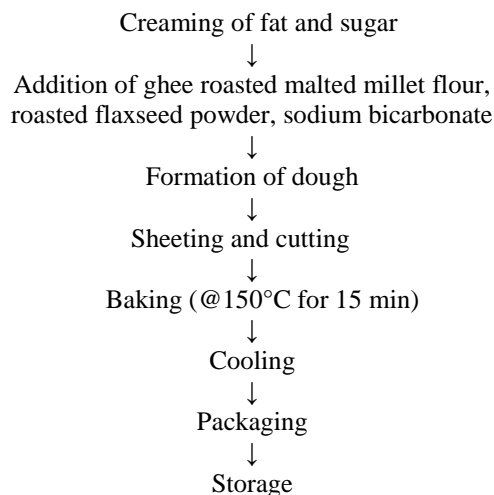 Creaming of fat and sugar
↓
Addition of ghee roasted malted millet flour,
roasted flaxseed powder, sodium bicarbonate
↓
Formation of dough
↓
Sheeting and cutting
↓
Baking (@150°C for 15 min)
↓
Cooling
↓
Packaging
↓
Storage